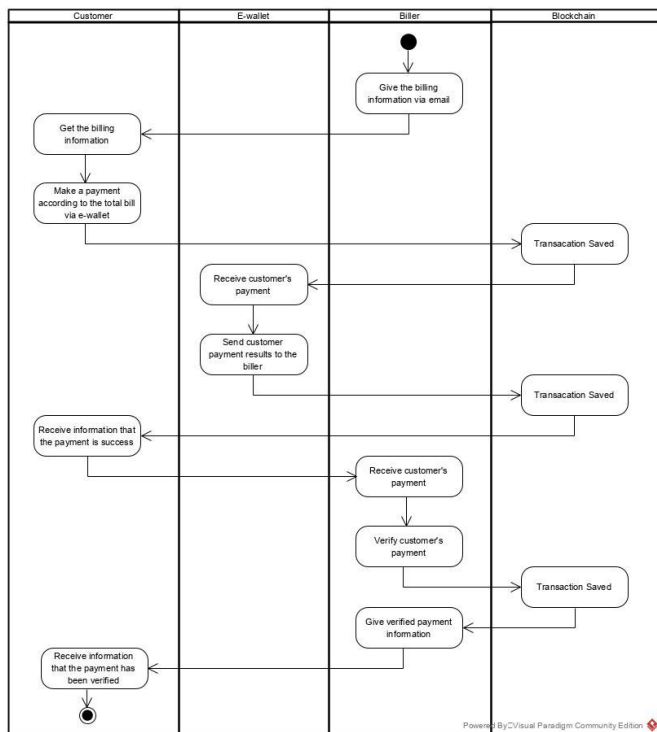 Customer
E-wallet
Biller
Blockchain
Give the billing
information via email
Get the billing
information
Make a payment
according to the total bill
via e-wallet
Transacation Saved
Receive customer's
payment
Send customer
payment results to the
biller
Transacation Saved
Receive information that
the payment is success
Receive customer's
payment
Verify customer's
payment
Transaction Saved
Give verified payment
information
Receive information
that the payment has
been verified
Powered By Visual Paradigm Community Edition